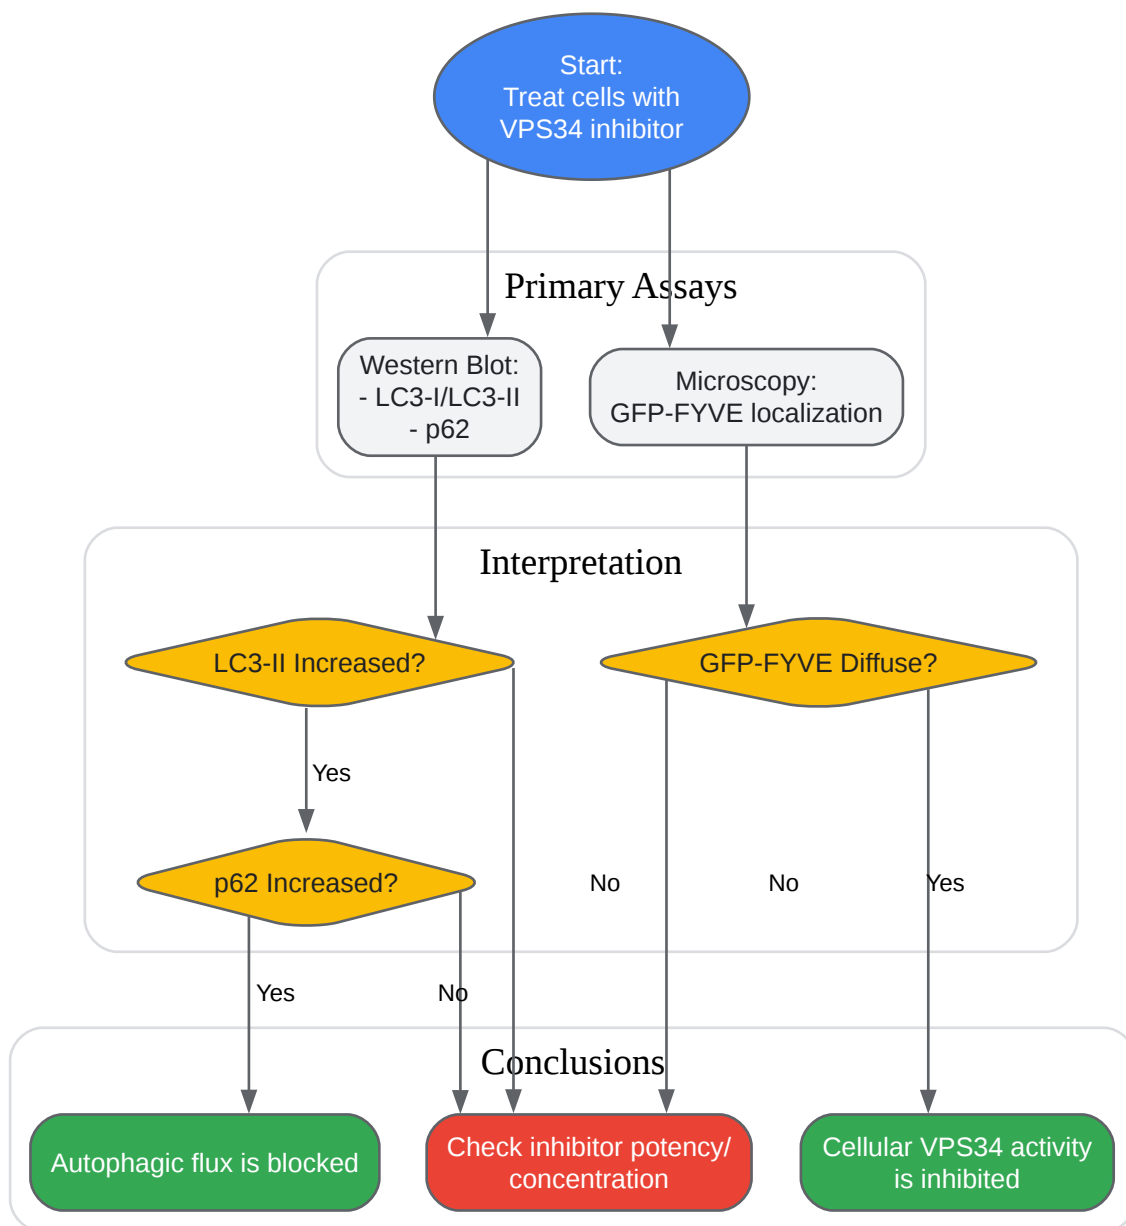 Start:
Treat cells with
VPS34 inhibitor
Primary Assays
Western Blot:
- LC3-I/LC3-II
- p62
Microscopy:
GFP-FYVE localization
Interpretation
LC3-II Increased?
GFP-FYVE Diffuse?
Yes
p62 Increased?
No
No
Yes
Yes
No
Conclusions
Autophagic flux is blocked
Check inhibitor potency/
concentration
Cellular VPS34 activity
is inhibited